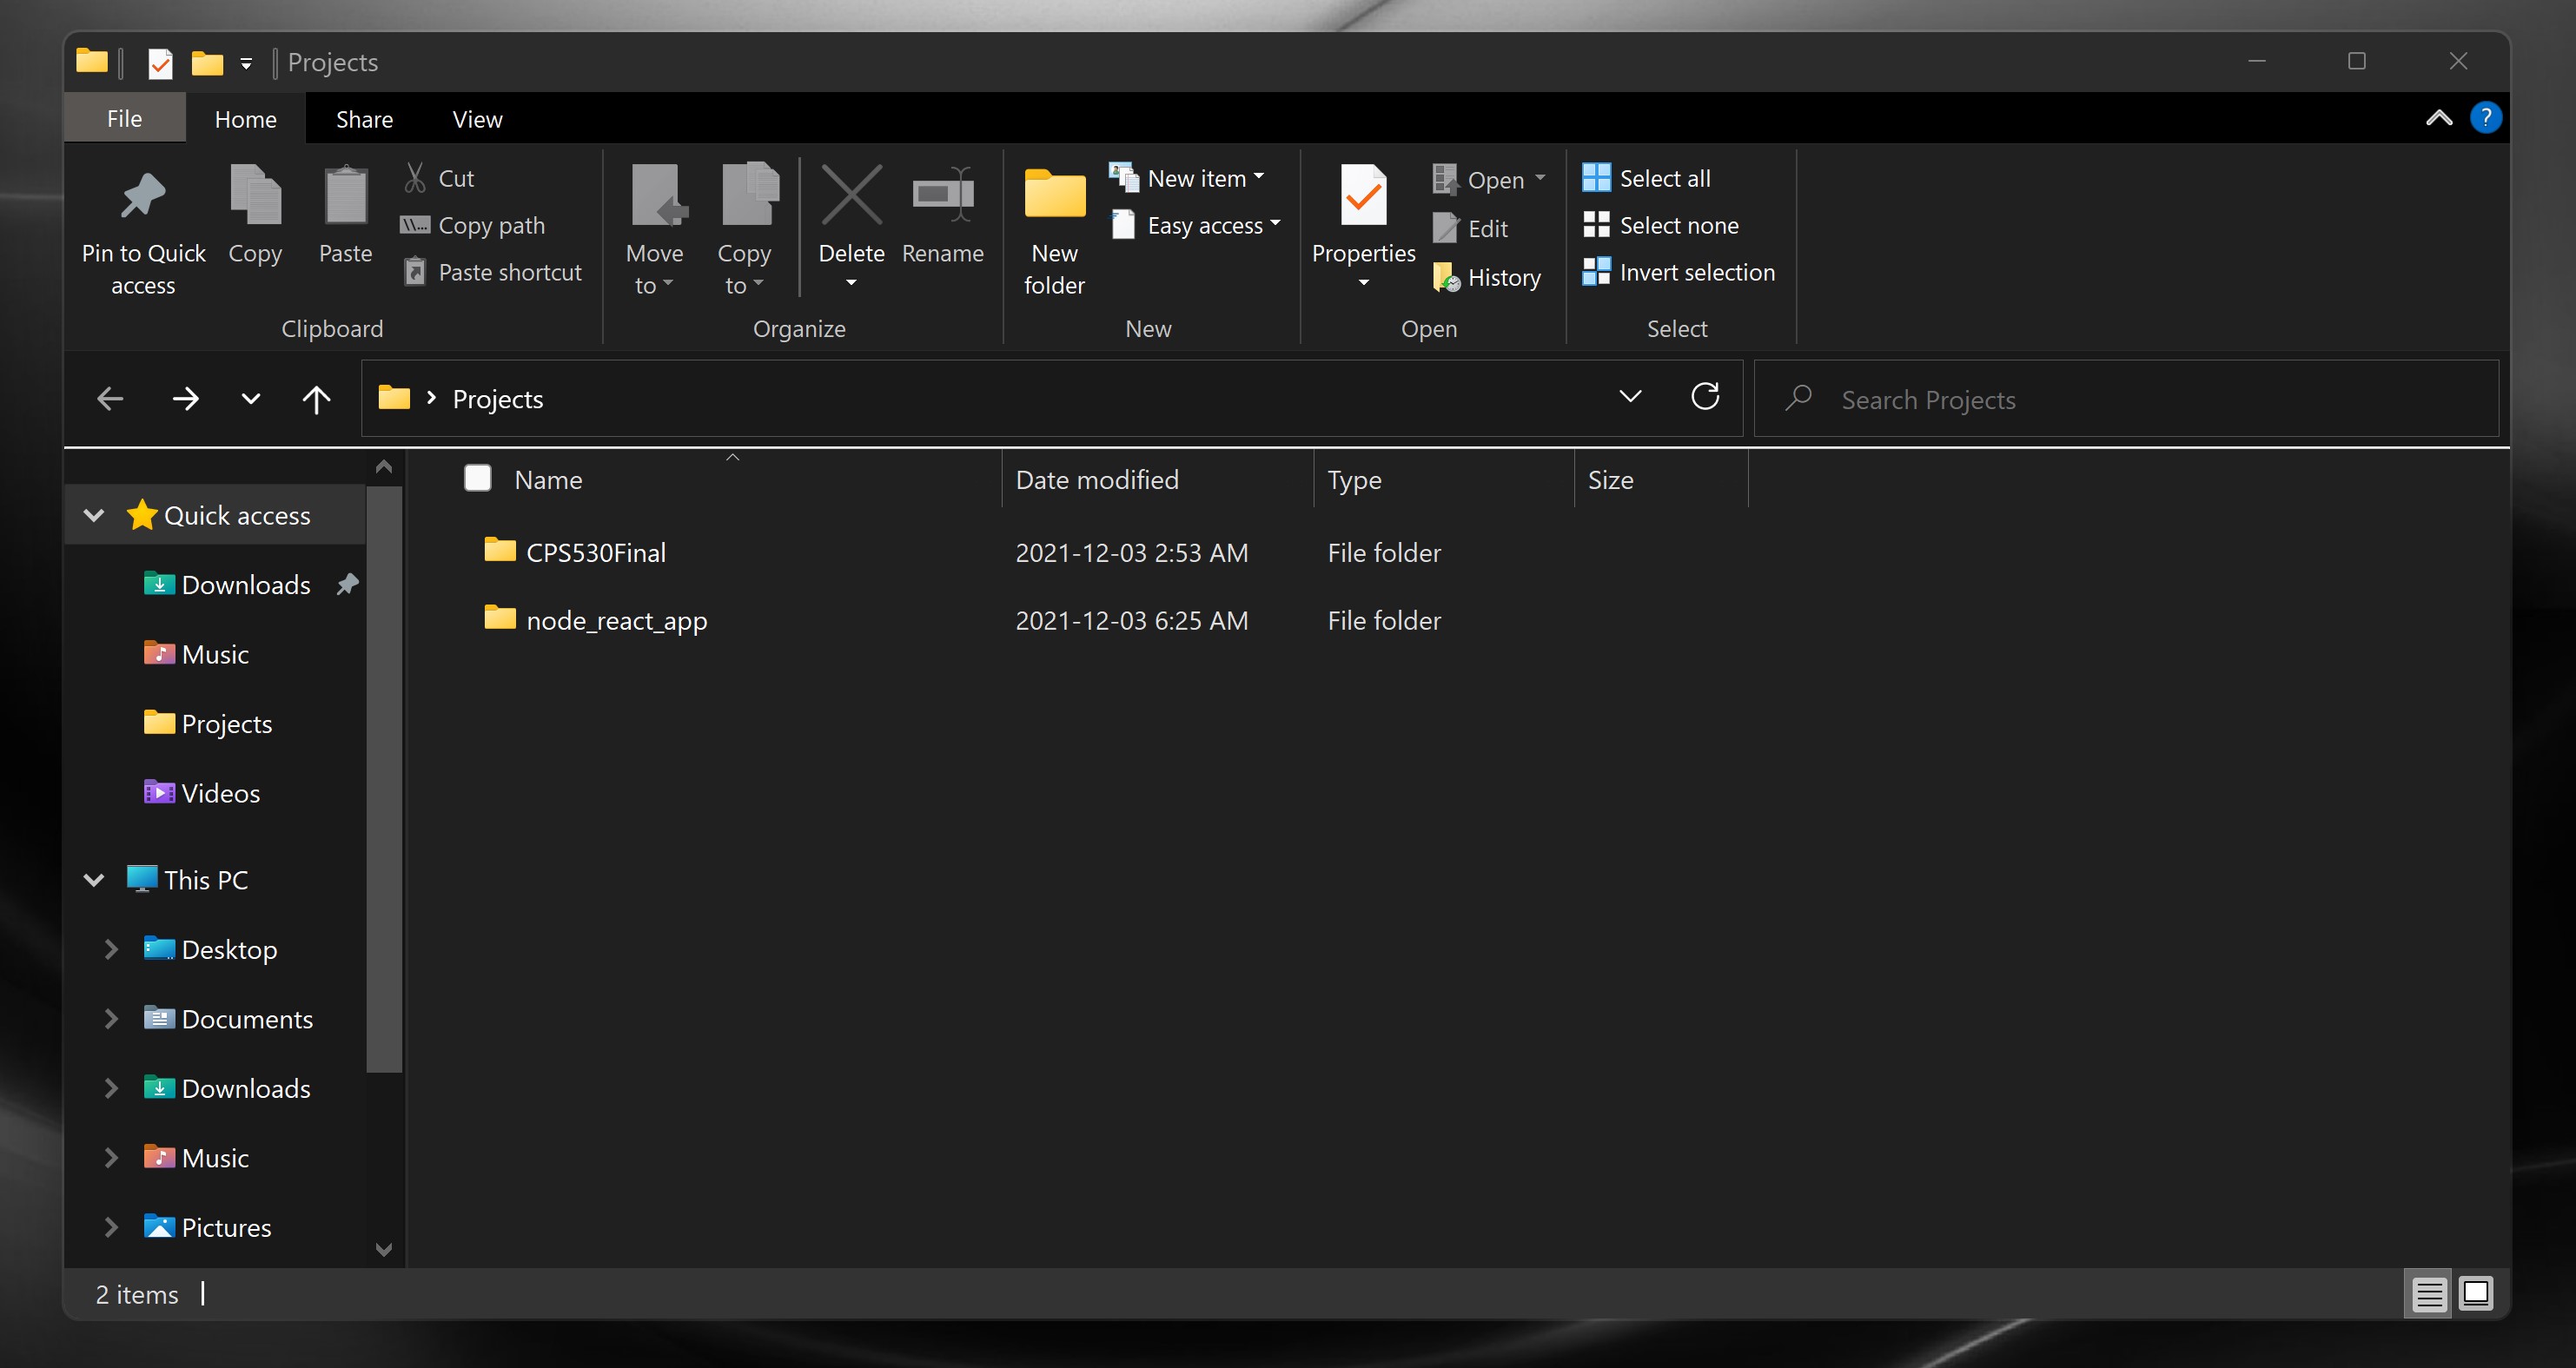 Projects
File Home Share View
Pin to Quick access
Copy
Paste
Cut
Copy path
Paste shortcut
Clipboard
Move to
Copy to
Delete
Rename
Organize
New folder
New item
Easy access
New
Properties
Open
Edit
History
Open
Select all
Select none
Invert selection
Select
Projects
Search Projects
Name Date modified Type Size
CPS530Final 2021-12-03 2:53 AM File folder
node_react_app 2021-12-03 6:25 AM File folder
Quick access
Downloads
Music
Projects
Videos
This PC
Desktop
Documents
Downloads
Music
Pictures
2 items